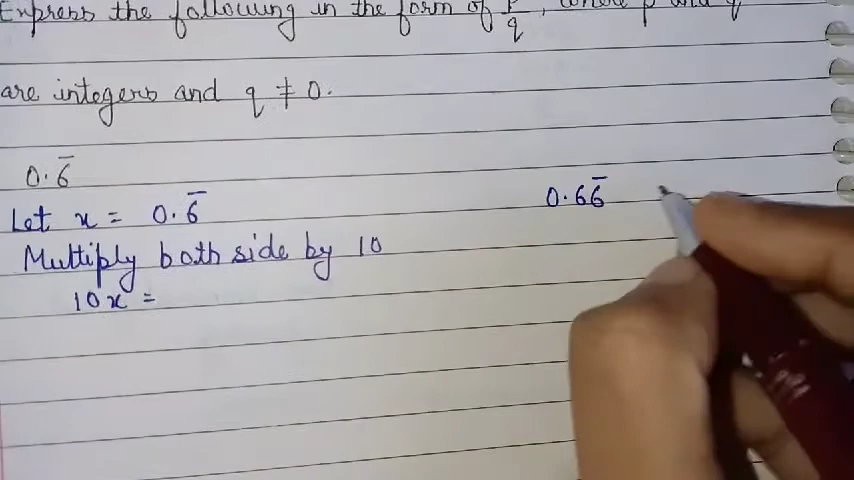 Express the following in the form of p/q, where p and q
are integers and q ≠ 0.
0.6̅
Let x = 0.6̅
0.66̅
Multiply both side by 10
10x =